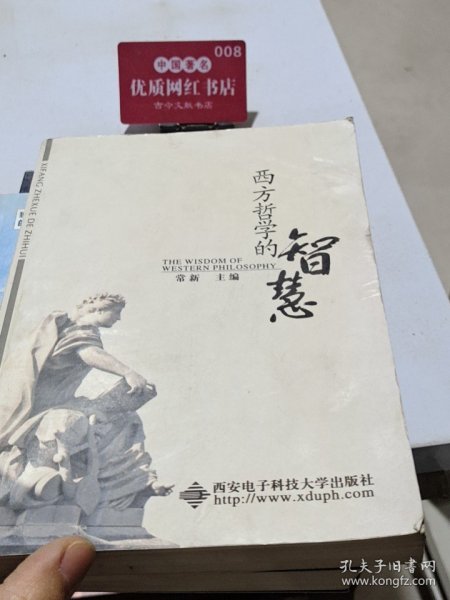 008
中国著名
优质网红书店
古今文献书店
XIFANG ZHEXUE DE ZHIHUI
西方哲学的
智慧
THE WISDOM OF
WESTERN PHILOSOPHY
常新 主编
西安电子科技大学出版社
http://www.xduph.com
孔夫子旧书网
www.kongfz.com